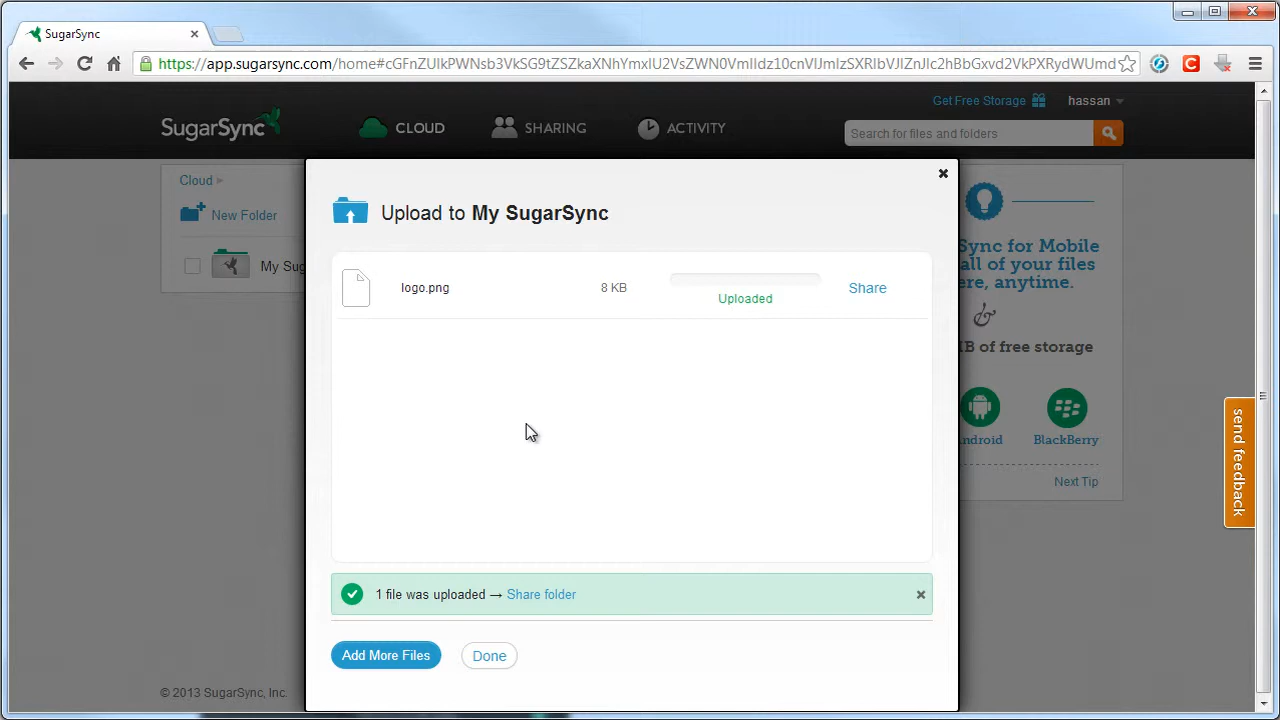 SugarSync
https://app.sugarsync.com/home#cGFnZUlkPWNsb3VkSG9tZSZkaXNhYmxlU2VsZWN0VmlIdz10cnVlJmlzSXRlbVJlZnJlc2hBbGxvd2VkPXRydWUmd
Get Free Storage
hassan
SugarSync
CLOUD
SHARING
ACTIVITY
Search for files and folders
Cloud
New Folder
My Sug
Upload to My SugarSync
logo.png
8 KB
Uploaded
Share
1 file was uploaded → Share folder
Add More Files
Done
Sync for Mobile
all of your files
ere, anytime.
&
B of free storage
ndroid
BlackBerry
Next Tip
send feedback
© 2013 SugarSync, Inc.